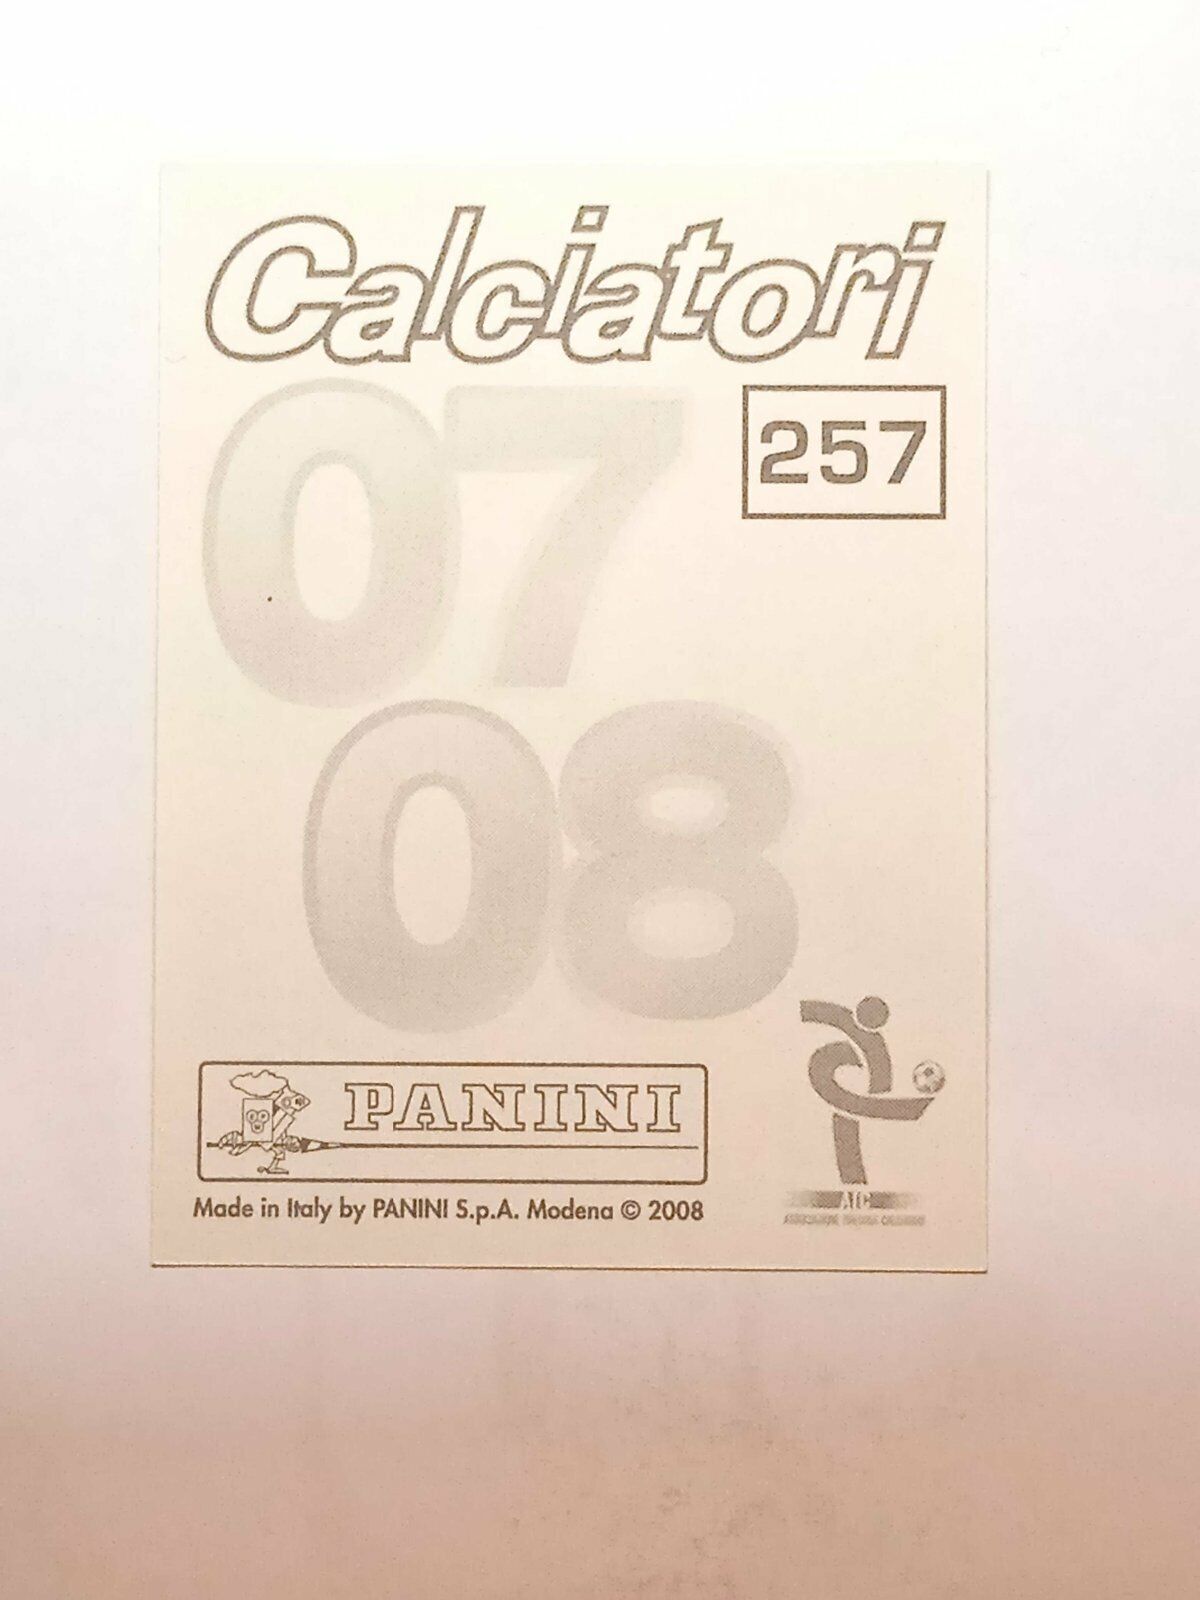 Calciatori
07
257
08
PANINI
Made in Italy by PANINI S.p.A. Modena © 2008
AIC